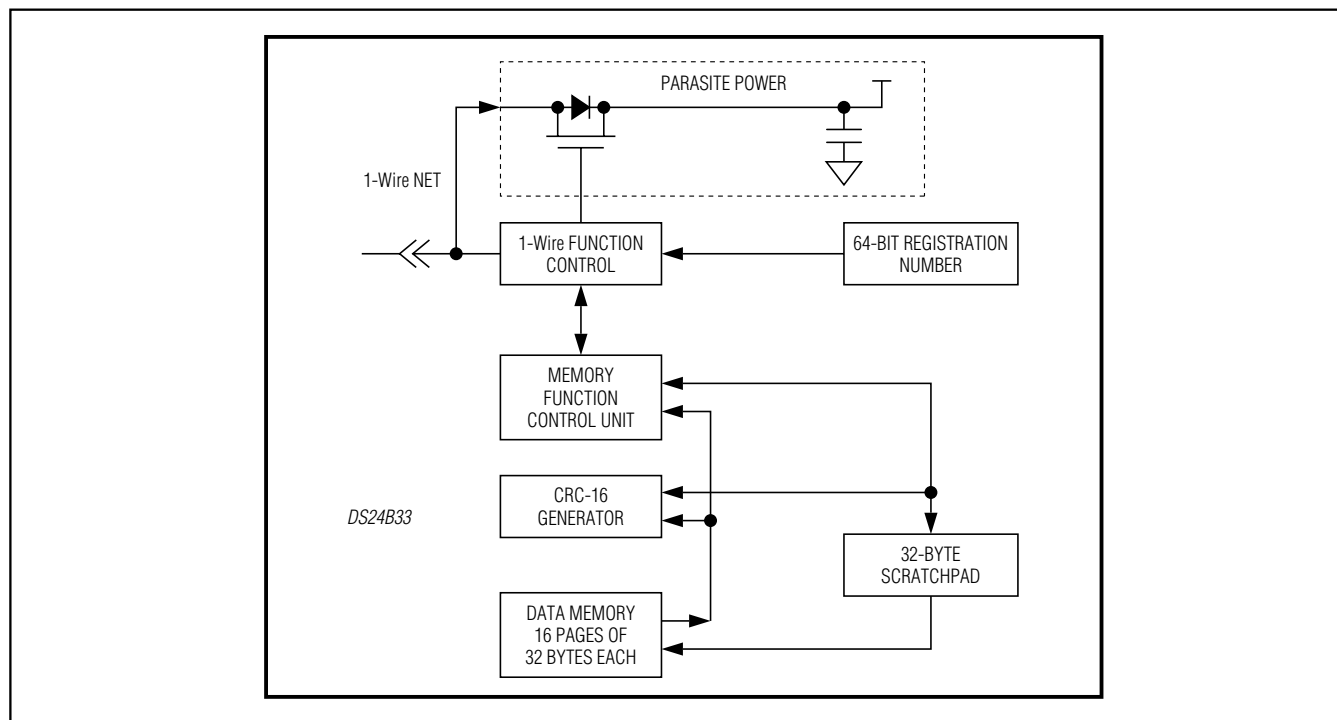 PARASITE POWER
1-Wire NET
1-Wire FUNCTION
CONTROL
64-BIT REGISTRATION
NUMBER
MEMORY
FUNCTION
CONTROL UNIT
CRC-16
GENERATOR
DS24B33
32-BYTE
SCRATCHPAD
DATA MEMORY
16 PAGES OF
32 BYTES EACH